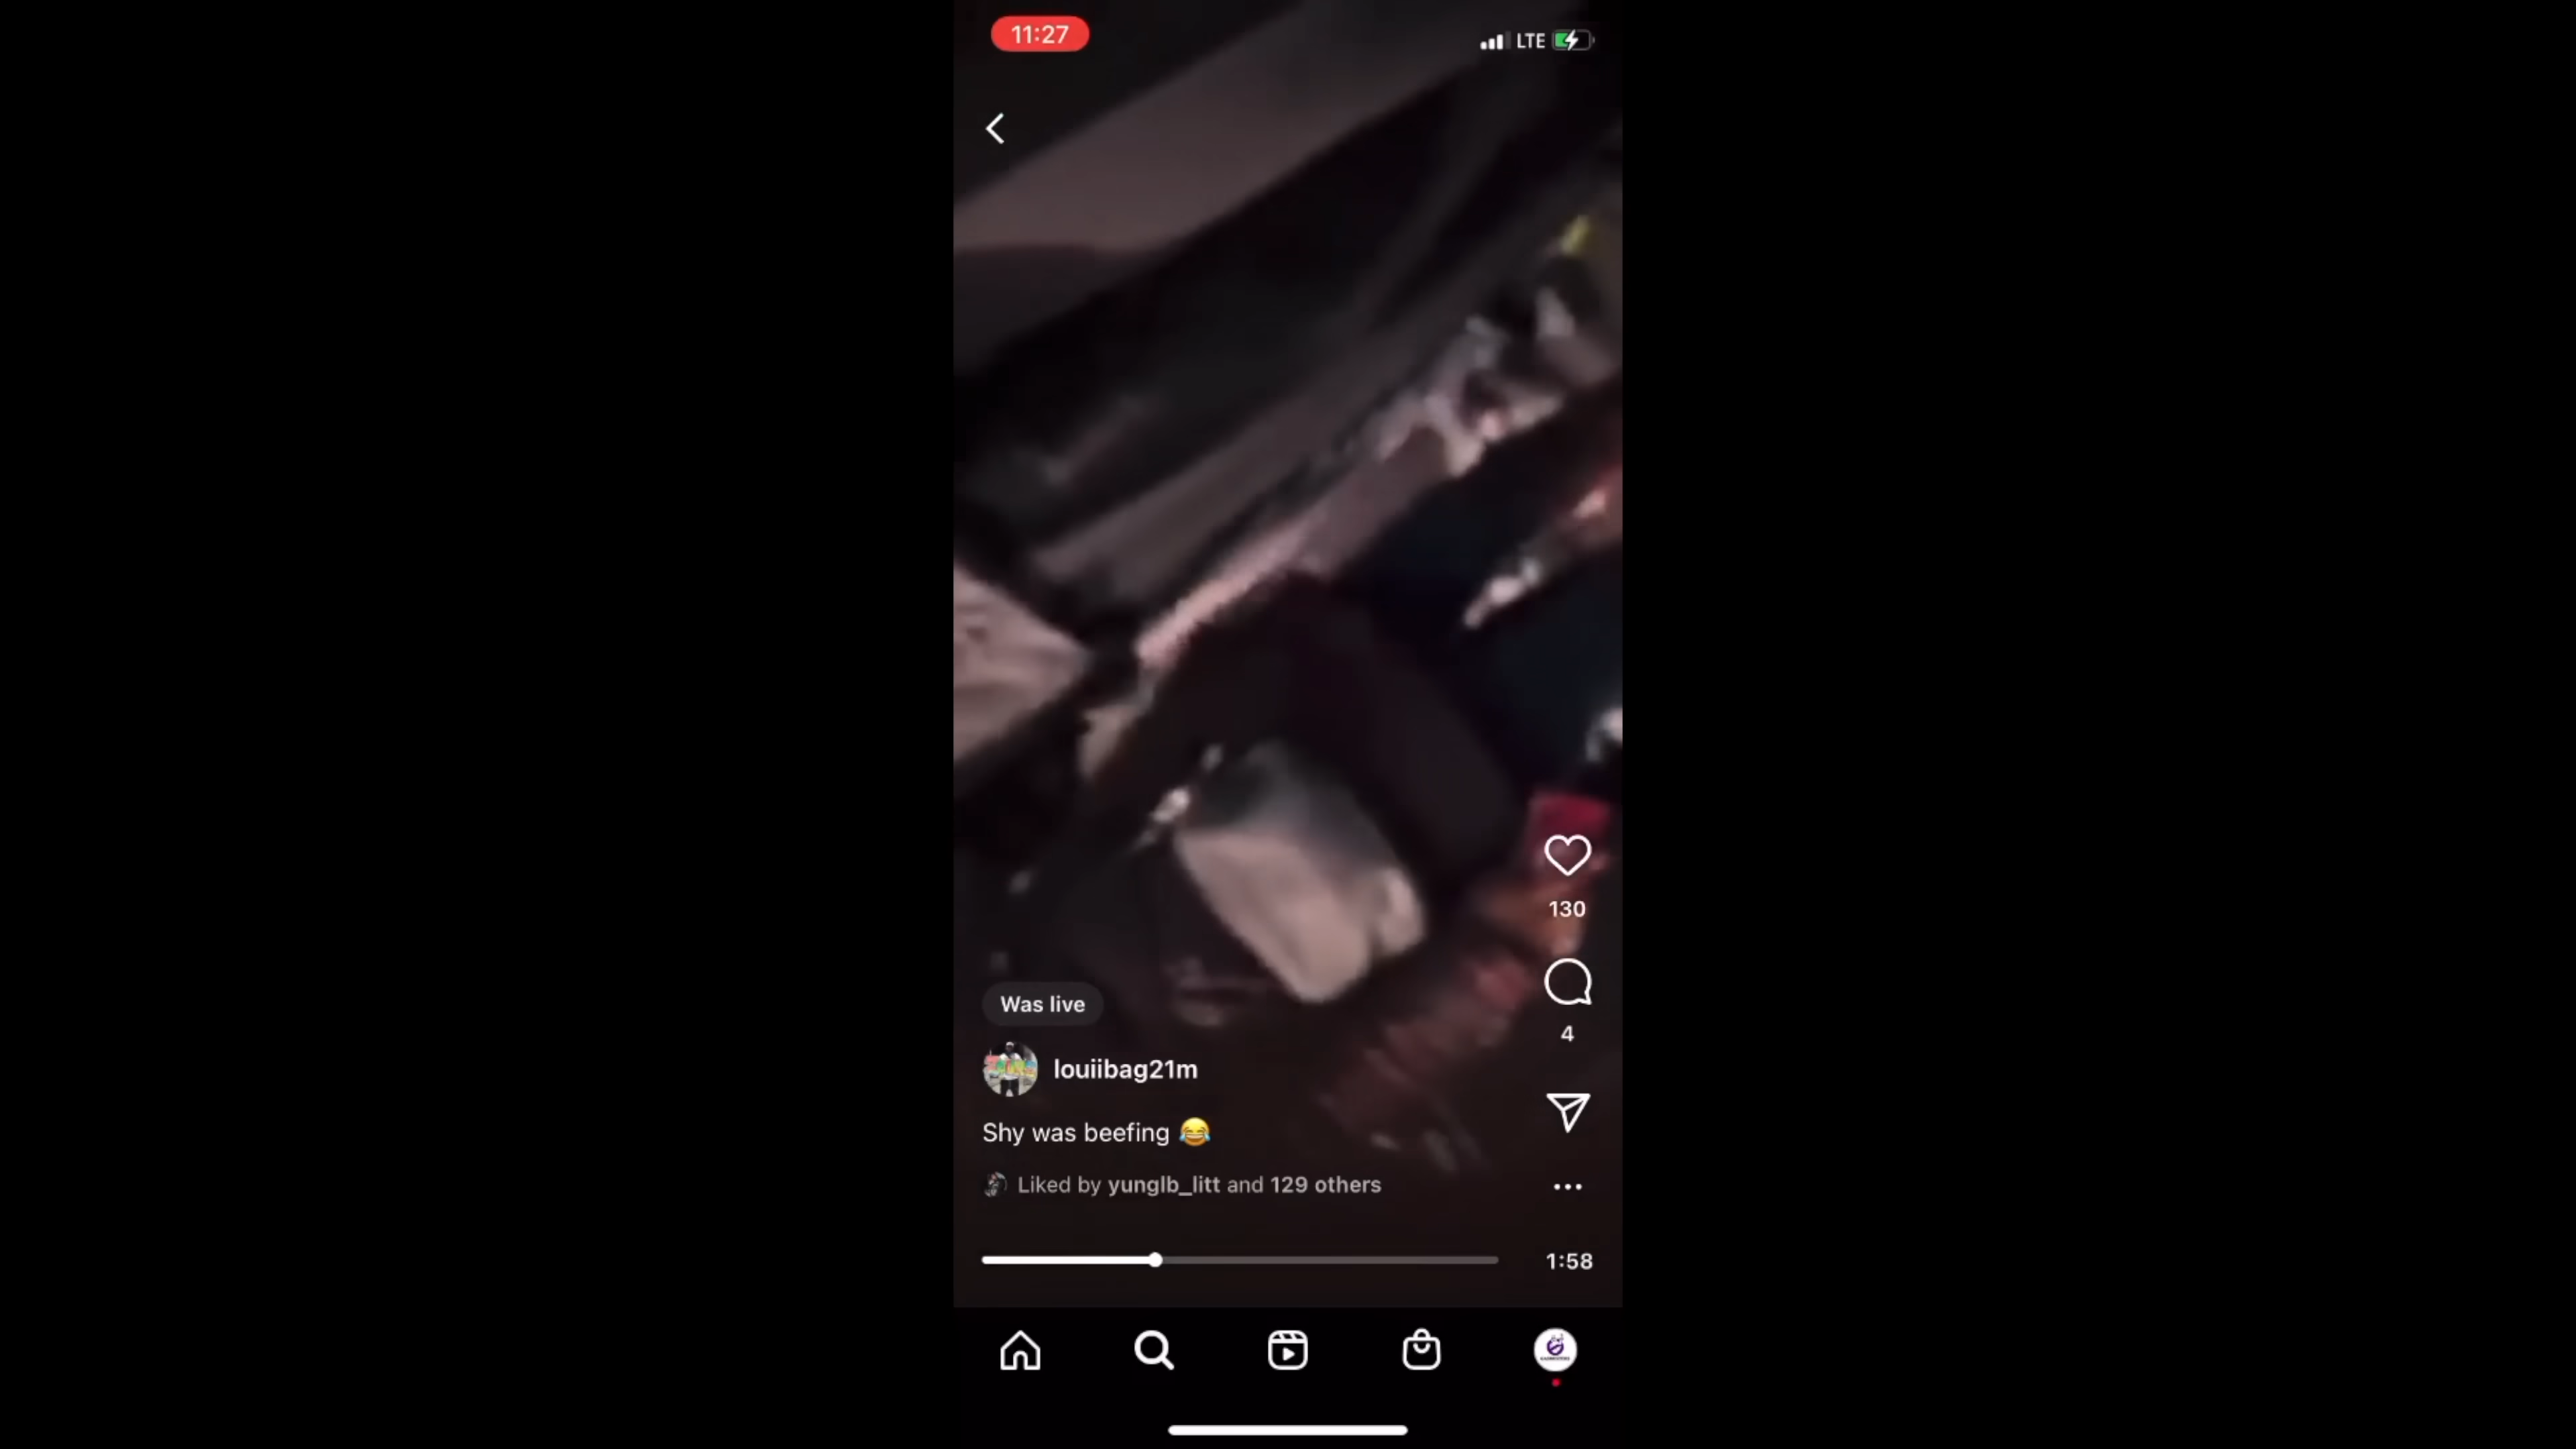 11:27
LTE
130
4
Was live
louiibag21m
Shy was beefing 😂
Liked by yunglb_litt and 129 others
1:58